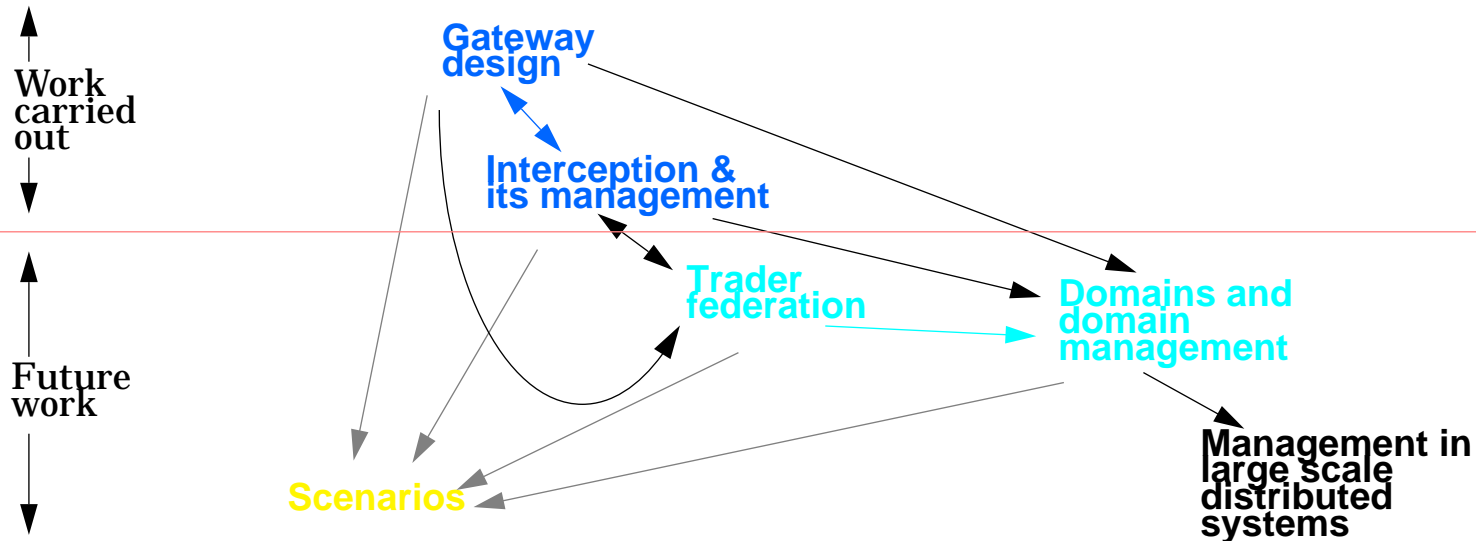 Gateway
design
Work
carried
out
Interception &
its management
Trader
federation
Domains and
domain
management
Future
work
Scenarios
Management in
large scale
distributed
systems